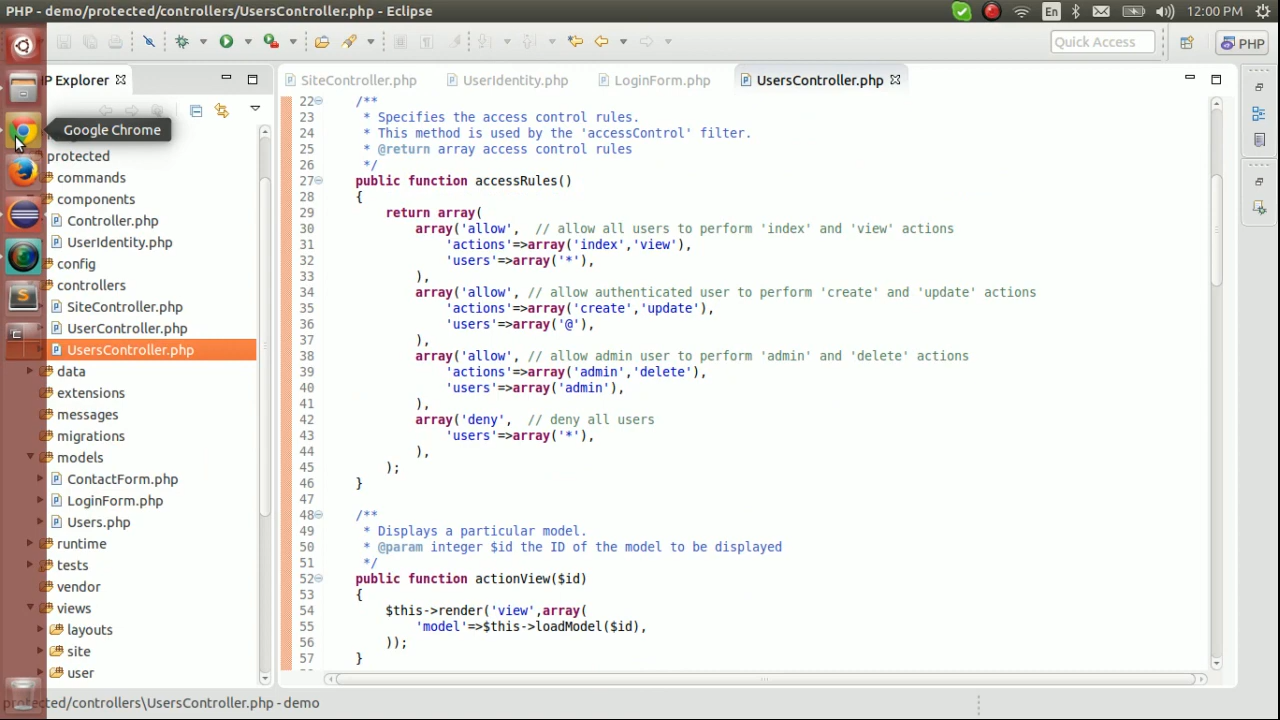 PHP - demo/protected/controllers/UsersController.php - Eclipse
En
12:00 PM
Quick Access
PHP
P Explorer
SiteController.php
UserIdentity.php
LoginForm.php
UsersController.php
Google Chrome
protected
commands
components
Controller.php
UserIdentity.php
config
controllers
SiteController.php
UserController.php
UsersController.php
data
extensions
messages
migrations
models
ContactForm.php
LoginForm.php
Users.php
runtime
tests
vendor
views
layouts
site
user
22 /**
23 * Specifies the access control rules.
24 * This method is used by the 'accessControl' filter.
25 * @return array access control rules
26 */
27 public function accessRules()
28 {
29 return array(
30 array('allow', // allow all users to perform 'index' and 'view' actions
31 'actions'=>array('index','view'),
32 'users'=>array('*'),
33 ),
34 array('allow', // allow authenticated user to perform 'create' and 'update' actions
35 'actions'=>array('create','update'),
36 'users'=>array('@'),
37 ),
38 array('allow', // allow admin user to perform 'admin' and 'delete' actions
39 'actions'=>array('admin','delete'),
40 'users'=>array('admin'),
41 ),
42 array('deny', // deny all users
43 'users'=>array('*'),
44 ),
45 );
46 }
47
48 /**
49 * Displays a particular model.
50 * @param integer $id the ID of the model to be displayed
51 */
52 public function actionView($id)
53 {
54 $this->render('view',array(
55 'model'=>$this->loadModel($id),
56 ));
57 }
protected/controllers\UsersController.php - demo